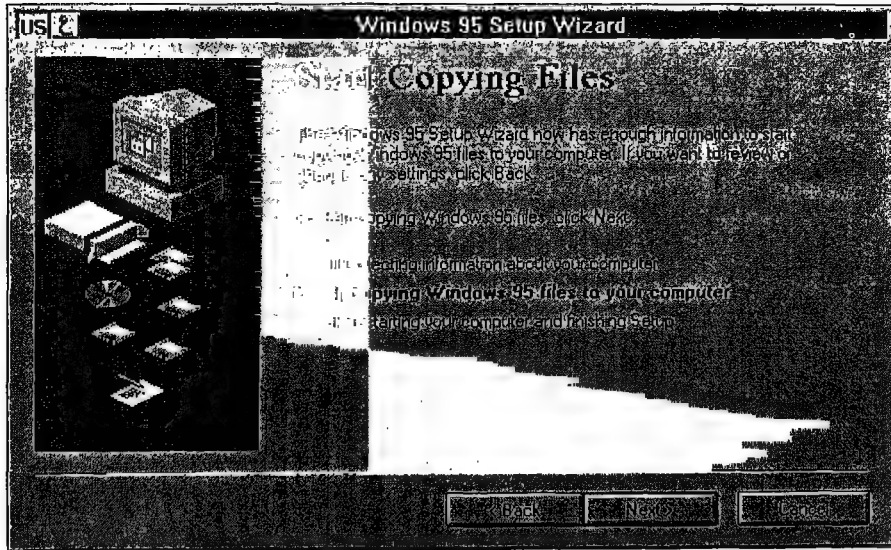 US
Windows 95 Setup Wizard
Start Copying Files
Windows 95 Setup Wizard now has enough information to start
Windows 95 files to your computer. If you want to review or
settings, click Back.
copying Windows 95 files, click Next.
information about your computer
Copying Windows 95 files to your computer
Restarting your computer and finishing Setup
< Back
Next >
Cancel